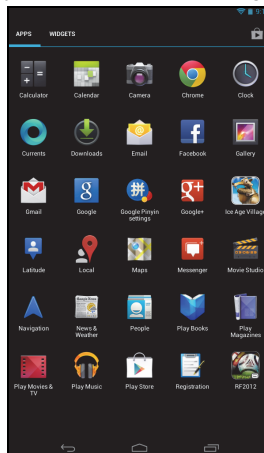 9:1
APPS WIDGETS
Calculator Calendar Camera Chrome Clock
Currents Downloads Email Facebook Gallery
Gmail Google Google Pinyin settings Google+ Ice Age Village
Latitude Local Maps Messenger Movie Studio
Navigation News & Weather People Play Books Play Magazines
Play Movies & TV Play Music Play Store Registration RF2012